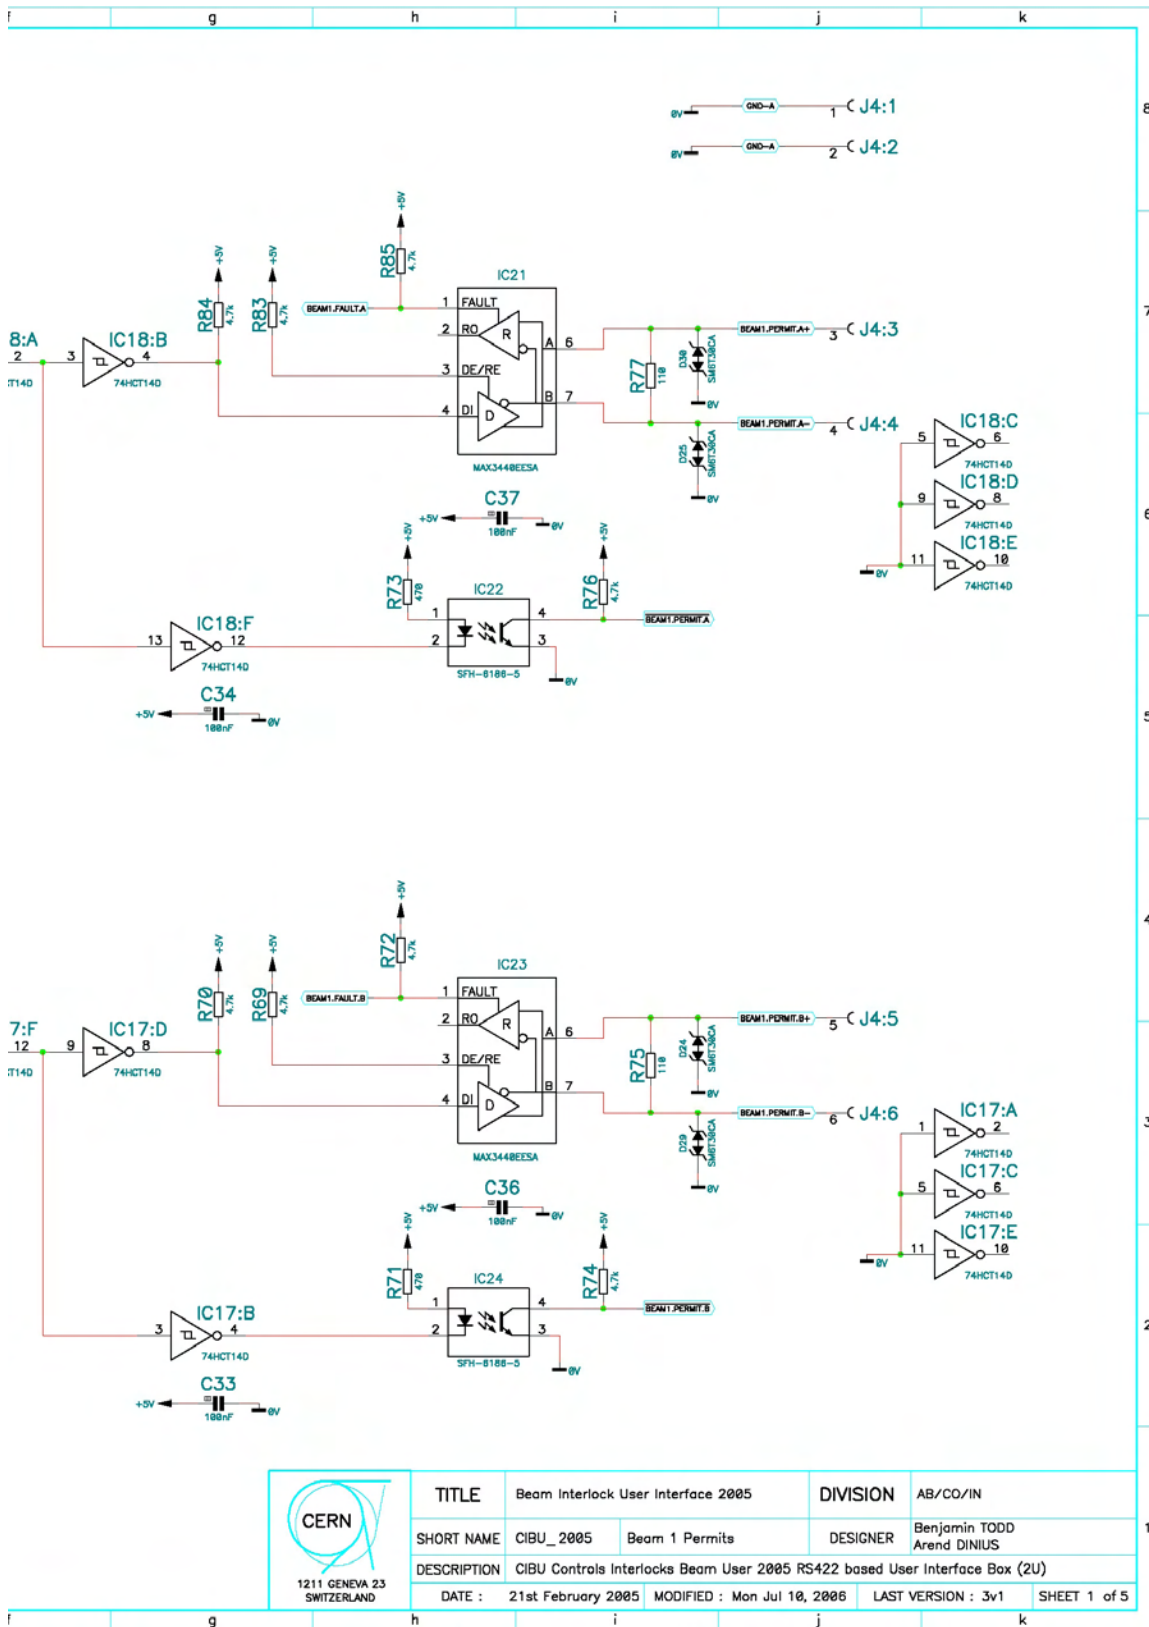 f g h i j k
8
0V GND-A 1 J4:1
0V GND-A 2 J4:2
+5V
R85 4.7k
+5V +5V
R84 4.7k R83 4.7k
IC21
BEAM1.FAULT.A 1 FAULT
2 RO R A 6
3 DE/RE
4 DI D B 7
MAX3440EESA
7
8:A
2
CT14D
3 IC18:B 4
74HCT14D
R77 110
D30 SM6T30CA
0V
BEAM1.PERMIT.A+ 3 J4:3
BEAM1.PERMIT.A- 4 J4:4
D25 SM6T30CA
0V
IC18:C
5 6
74HCT14D
IC18:D
9 8
74HCT14D
IC18:E
0V 11 10
74HCT14D
6
C37
+5V 100nF 0V
+5V +5V
R73 470
IC22
R76 4.7k
1 4 BEAM1.PERMIT.A
2 3
SFH-6186-5
0V
IC18:F
13 12
74HCT14D
C34
+5V 100nF 0V
5
4
+5V
R72 4.7k
+5V +5V
R70 4.7k R69 4.7k
IC23
BEAM1.FAULT.B 1 FAULT
2 RO R A 6
3 DE/RE
4 DI D B 7
MAX3440EESA
7:F
12
CT14D
9 IC17:D 8
74HCT14D
R75 110
D24 SM6T30CA
0V
BEAM1.PERMIT.B+ 5 J4:5
BEAM1.PERMIT.B- 6 J4:6
D29 SM6T30CA
0V
3
IC17:A
1 2
74HCT14D
IC17:C
5 6
74HCT14D
IC17:E
0V 11 10
74HCT14D
C36
+5V 100nF 0V
+5V +5V
R71 470
IC24
R74 4.7k
1 4 BEAM1.PERMIT.B
2 3
SFH-6186-5
0V
IC17:B
3 4
74HCT14D
2
C33
+5V 100nF 0V
CERN
1211 GENEVA 23
SWITZERLAND
TITLE Beam Interlock User Interface 2005 DIVISION AB/CO/IN
SHORT NAME CIBU_2005 Beam 1 Permits DESIGNER Benjamin TODD
Arend DINIUS
1
DESCRIPTION CIBU Controls Interlocks Beam User 2005 RS422 based User Interface Box (2U)
DATE : 21st February 2005 MODIFIED : Mon Jul 10, 2006 LAST VERSION : 3v1 SHEET 1 of 5
f g h i j k